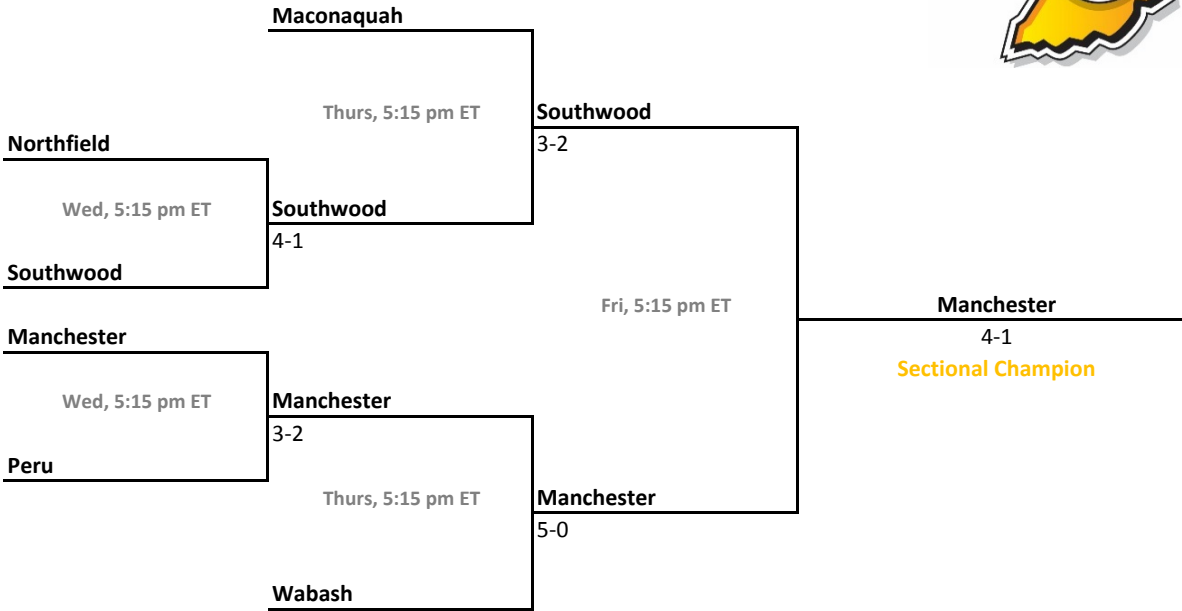 Maconaquah
Thurs, 5:15 pm ET
Southwood
3-2
Northfield
Wed, 5:15 pm ET
Southwood
4-1
Southwood
Fri, 5:15 pm ET
Manchester
4-1
Sectional Champion
Manchester
Wed, 5:15 pm ET
Manchester
3-2
Peru
Thurs, 5:15 pm ET
Manchester
5-0
Wabash